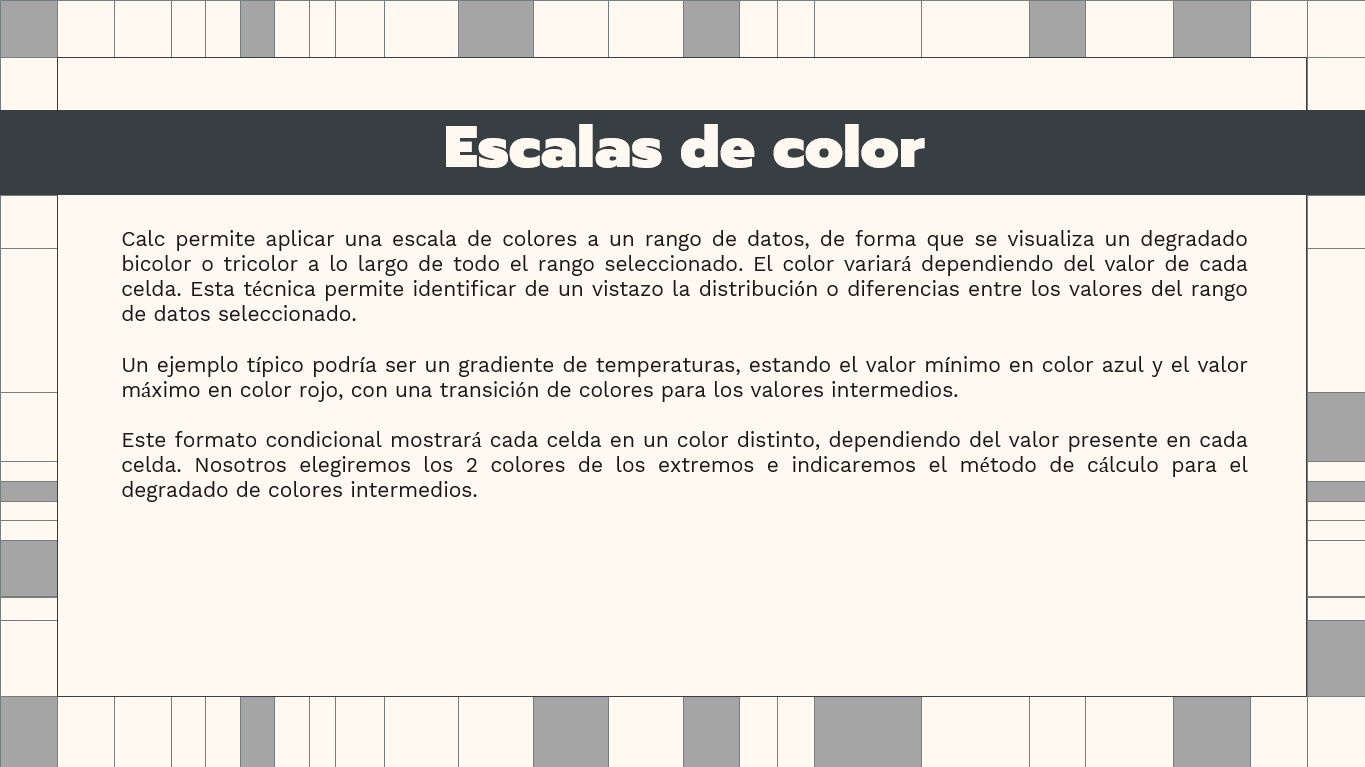 Escalas de color
Calc permite aplicar una escala de colores a un rango de datos, de forma que se visualiza un degradado
bicolor o tricolor a lo largo de todo el rango seleccionado. El color variará dependiendo del valor de cada
celda. Esta técnica permite identificar de un vistazo la distribución o diferencias entre los valores del rango
de datos seleccionado.
Un ejemplo típico podría ser un gradiente de temperaturas, estando el valor mínimo en color azul y el valor
máximo en color rojo, con una transición de colores para los valores intermedios.
Este formato condicional mostrará cada celda en un color distinto, dependiendo del valor presente en cada
celda. Nosotros elegiremos los 2 colores de los extremos e indicaremos el método de cálculo para el
degradado de colores intermedios.